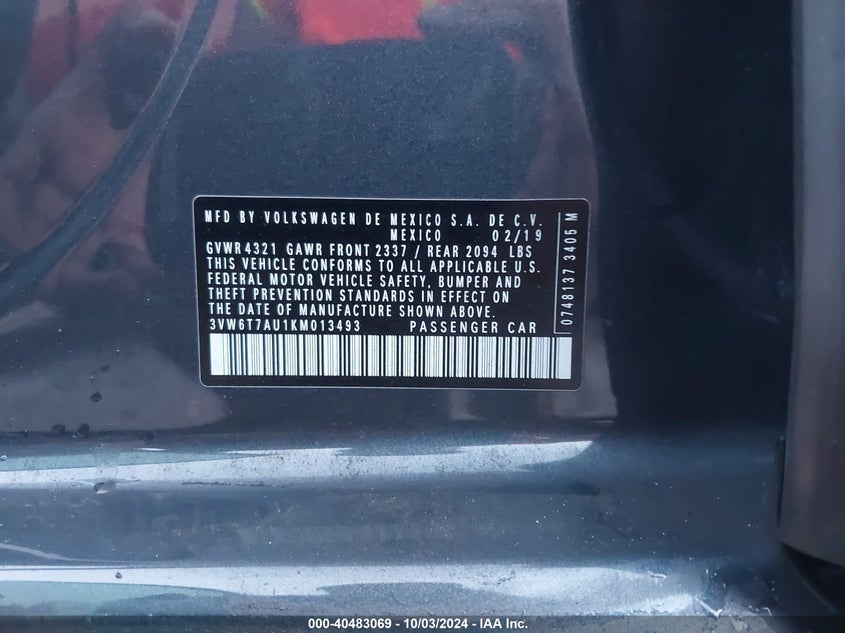 MFD BY VOLKSWAGEN DE MEXICO S.A. DE C.V.
MEXICO 02/19
GVWR 4321 GAWR FRONT 2337 / REAR 2094 LBS
THIS VEHICLE CONFORMS TO ALL APPLICABLE U.S.
FEDERAL MOTOR VEHICLE SAFETY, BUMPER AND
THEFT PREVENTION STANDARDS IN EFFECT ON
THE DATE OF MANUFACTURE SHOWN ABOVE.
3VW6T7AU1KM013493 PASSENGER CAR
0748137 3405 M
000-40483069 - 10/03/2024 - IAA Inc.